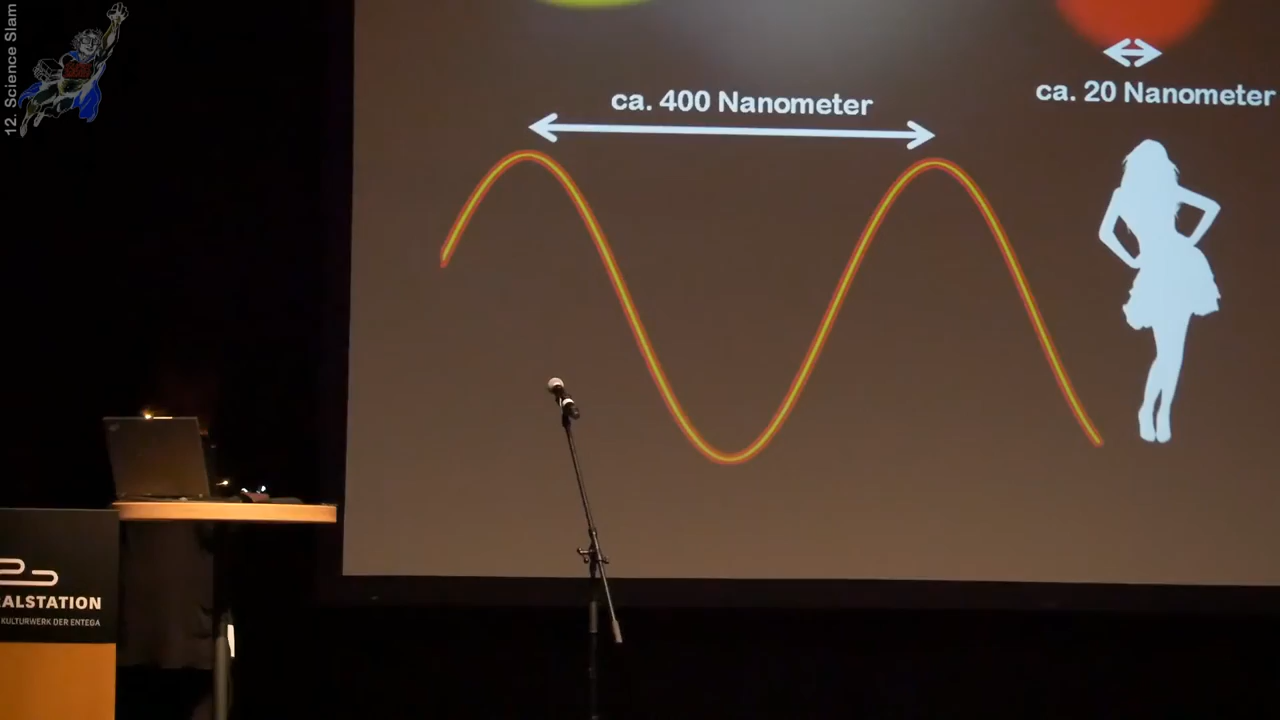 12. Science Slam
ca. 400 Nanometer
ca. 20 Nanometer
ALSTATION
KULTURWERK DER ENTEGA